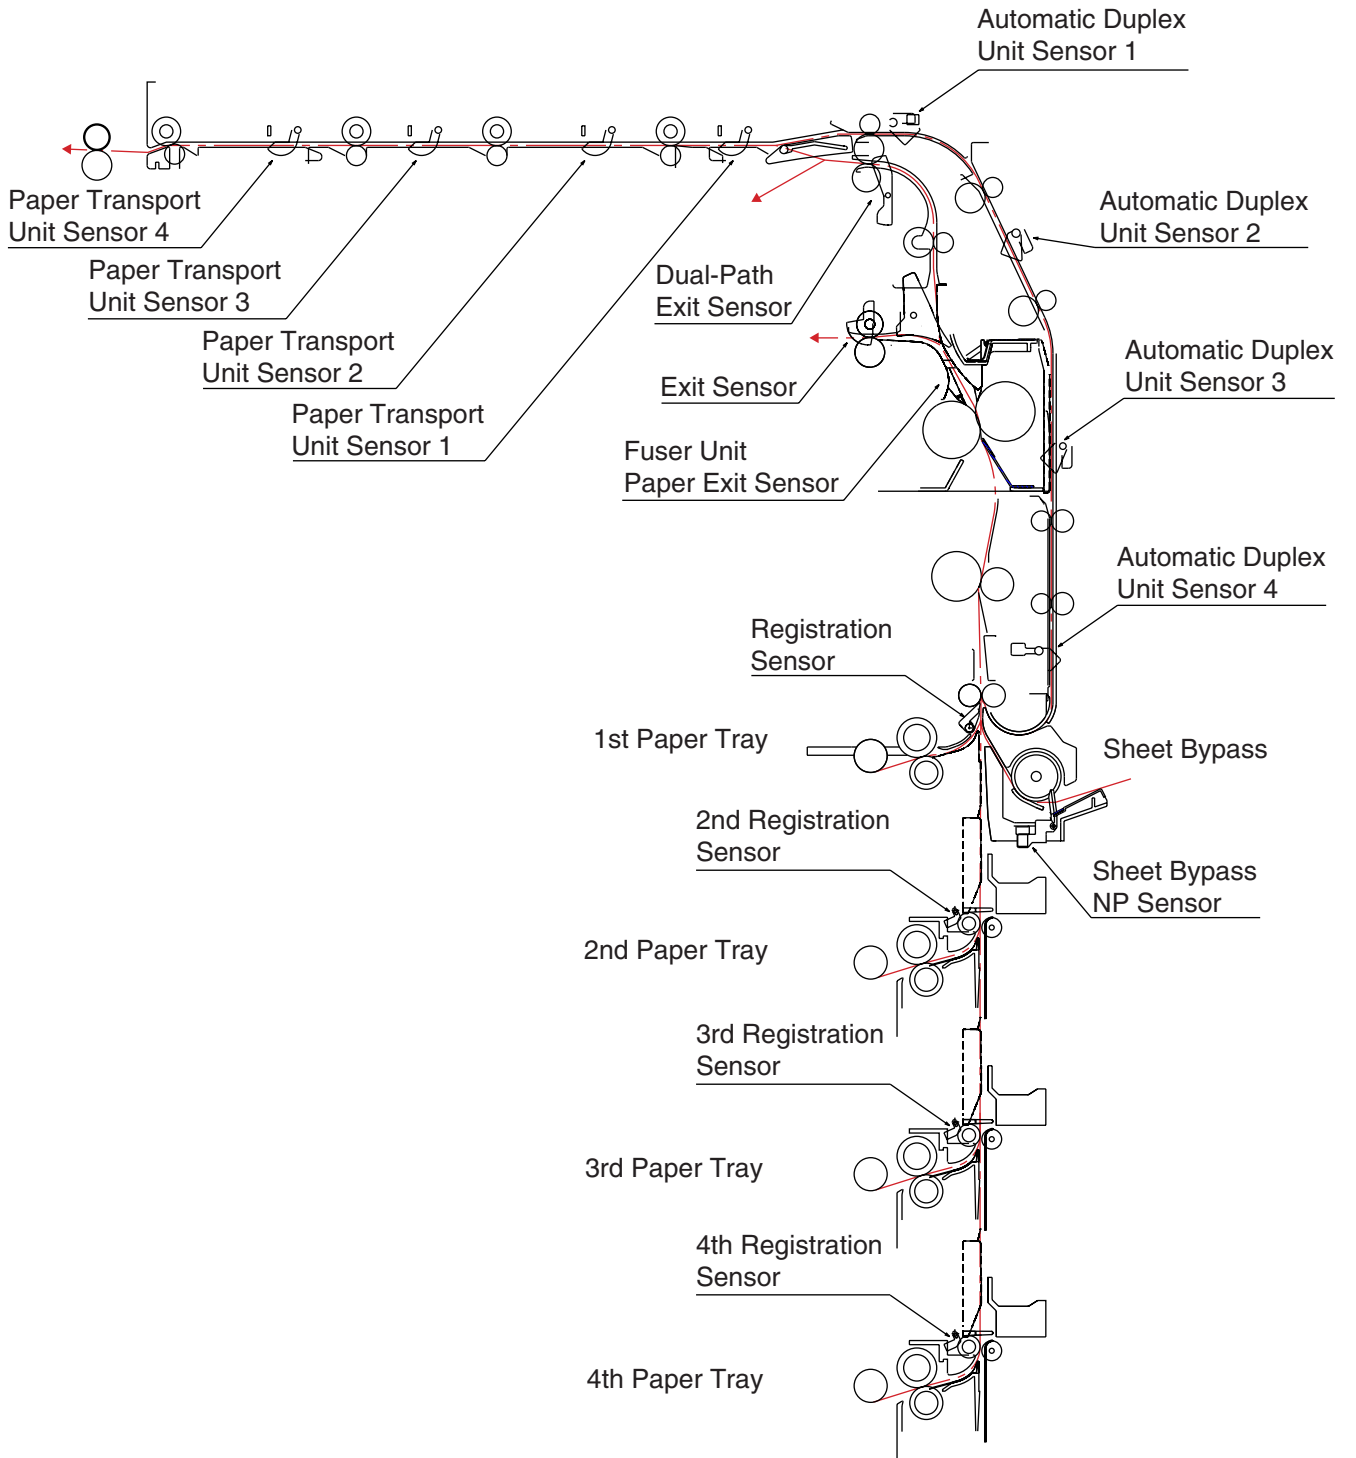 Automatic Duplex
Unit Sensor 1
Paper Transport
Unit Sensor 4
Automatic Duplex
Unit Sensor 2
Paper Transport
Unit Sensor 3
Dual-Path
Exit Sensor
Paper Transport
Unit Sensor 2
Exit Sensor
Automatic Duplex
Unit Sensor 3
Paper Transport
Unit Sensor 1
Fuser Unit
Paper Exit Sensor
Automatic Duplex
Unit Sensor 4
Registration
Sensor
1st Paper Tray
Sheet Bypass
2nd Registration
Sensor
Sheet Bypass
NP Sensor
2nd Paper Tray
3rd Registration
Sensor
3rd Paper Tray
4th Registration
Sensor
4th Paper Tray